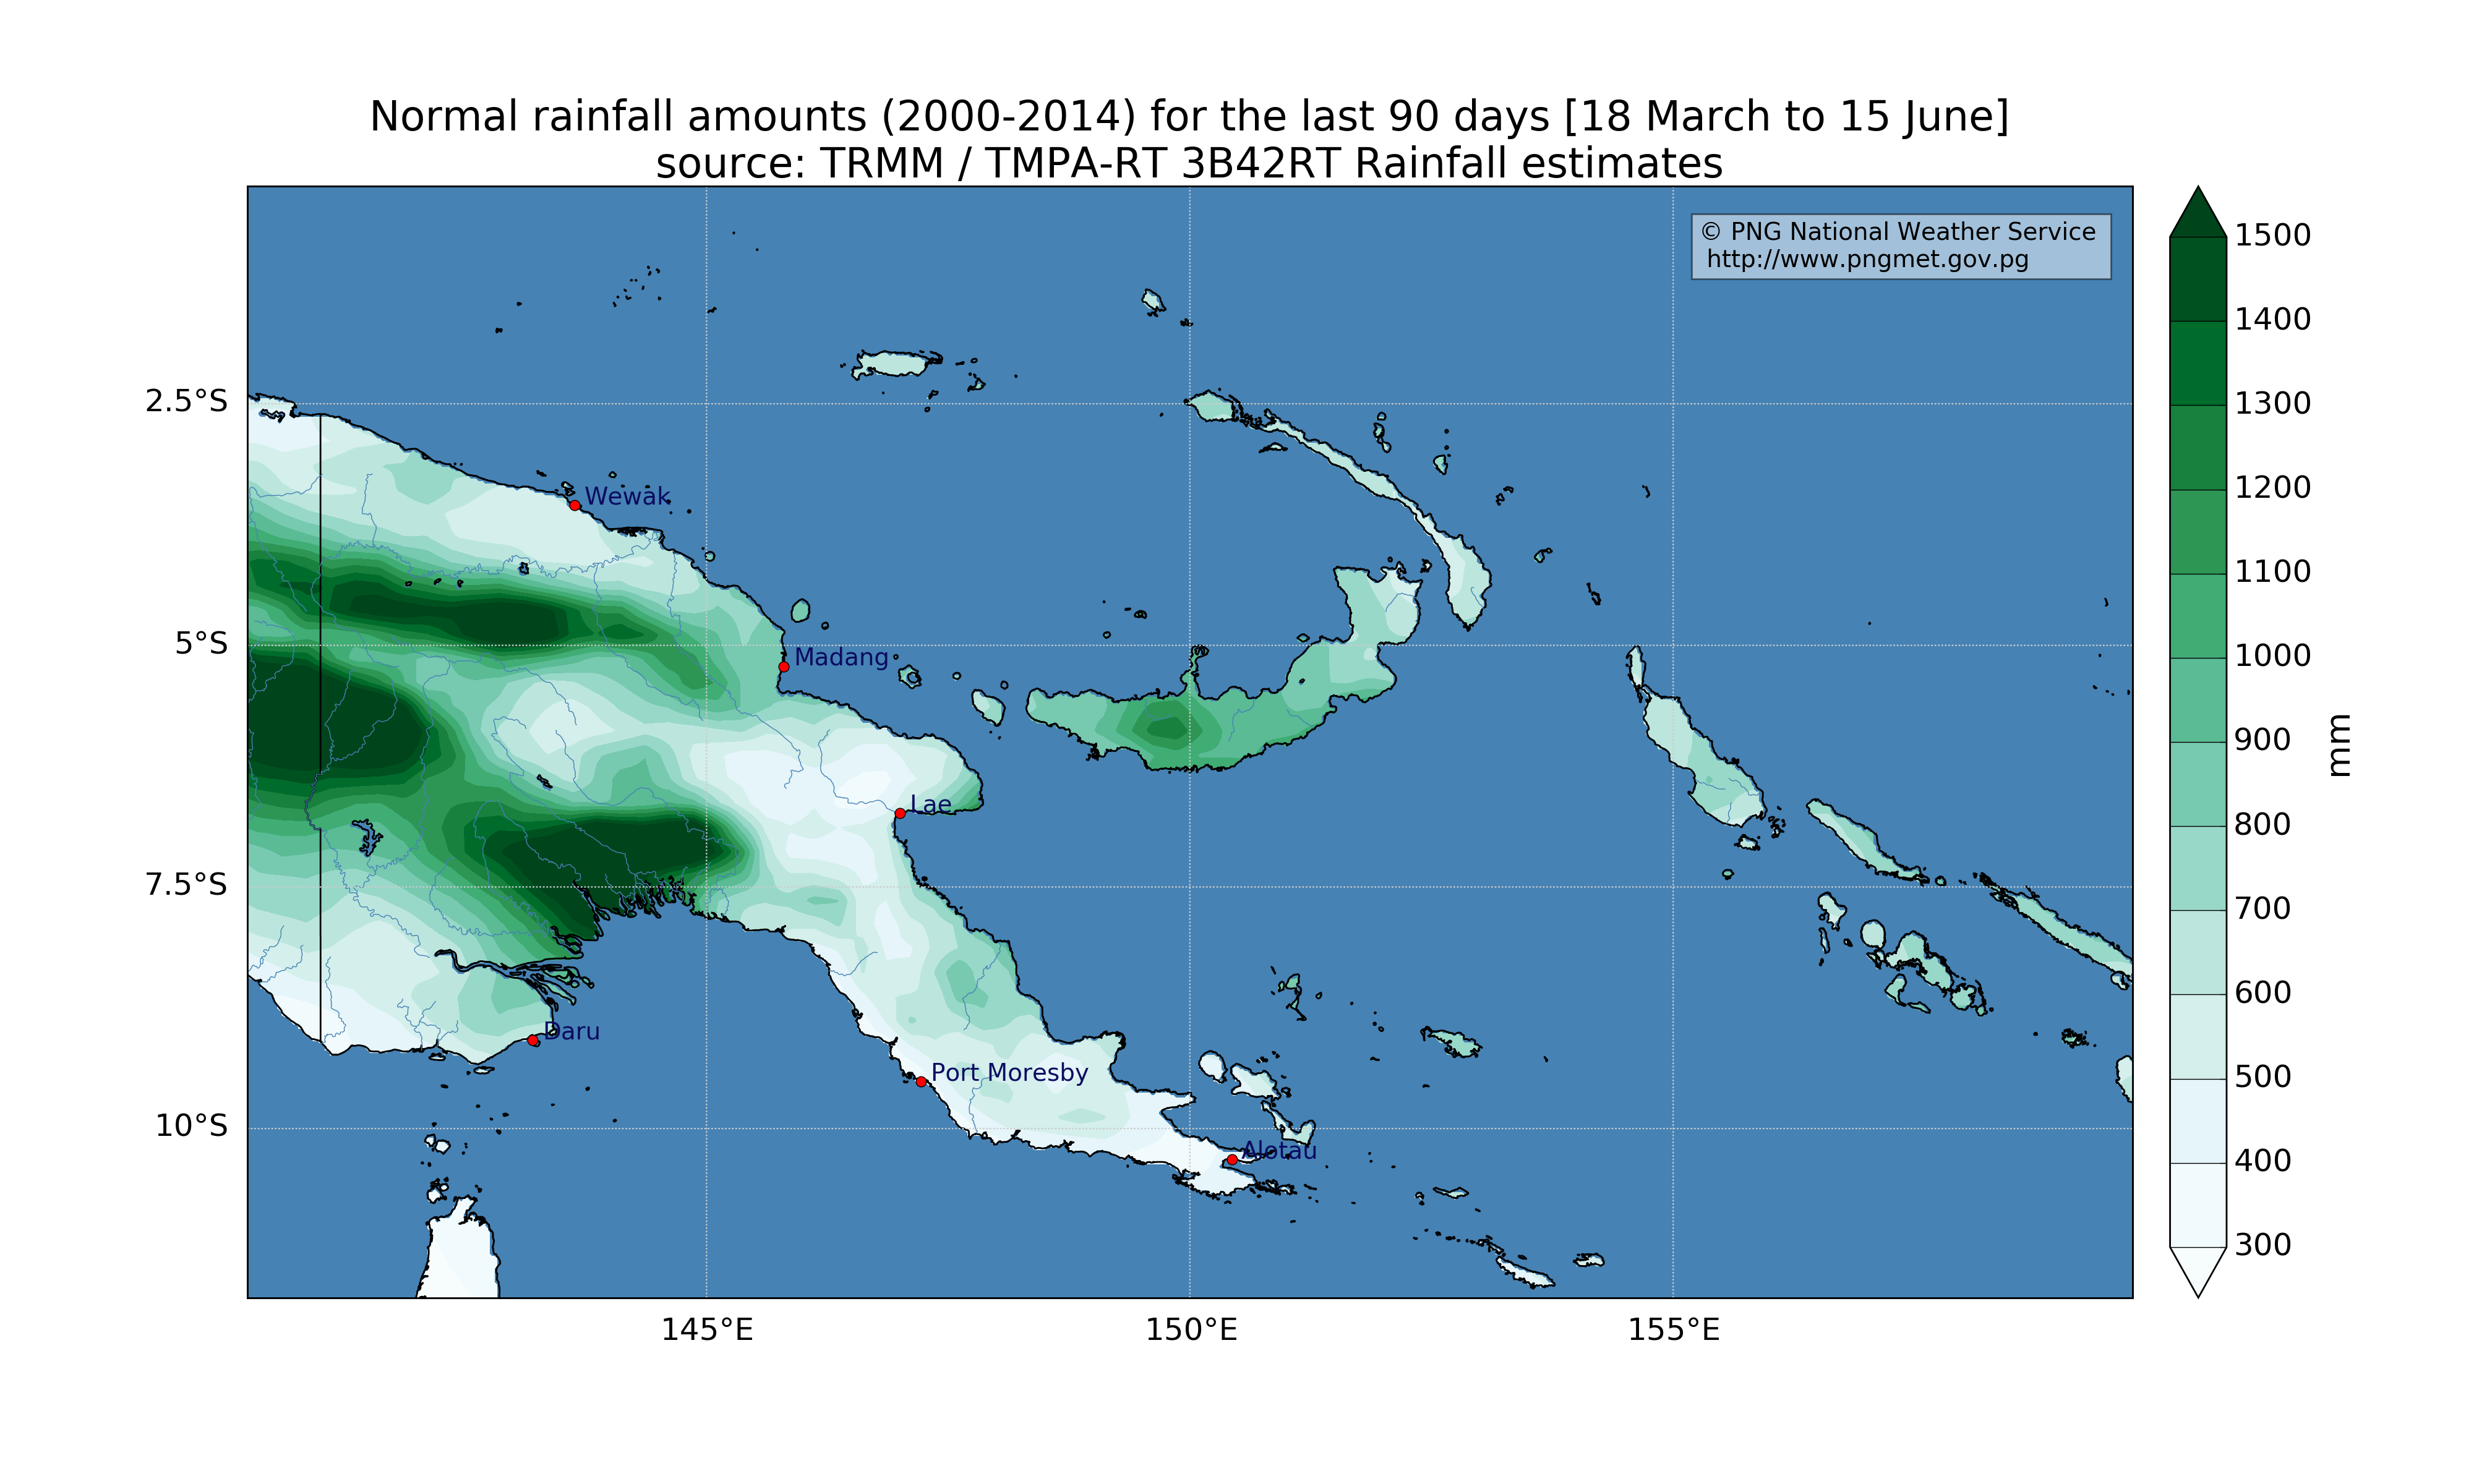 Normal rainfall amounts (2000-2014) for the last 90 days [18 March to 15 June]
source: TRMM / TMPA-RT 3B42RT Rainfall estimates
© PNG National Weather Service
http://www.pngmet.gov.pg
2.5°S
5°S
7.5°S
10°S
145°E
150°E
155°E
Wewak
Madang
Lae
Daru
Port Moresby
Alotau
1500
1400
1300
1200
1100
1000
900
800
700
600
500
400
300
mm